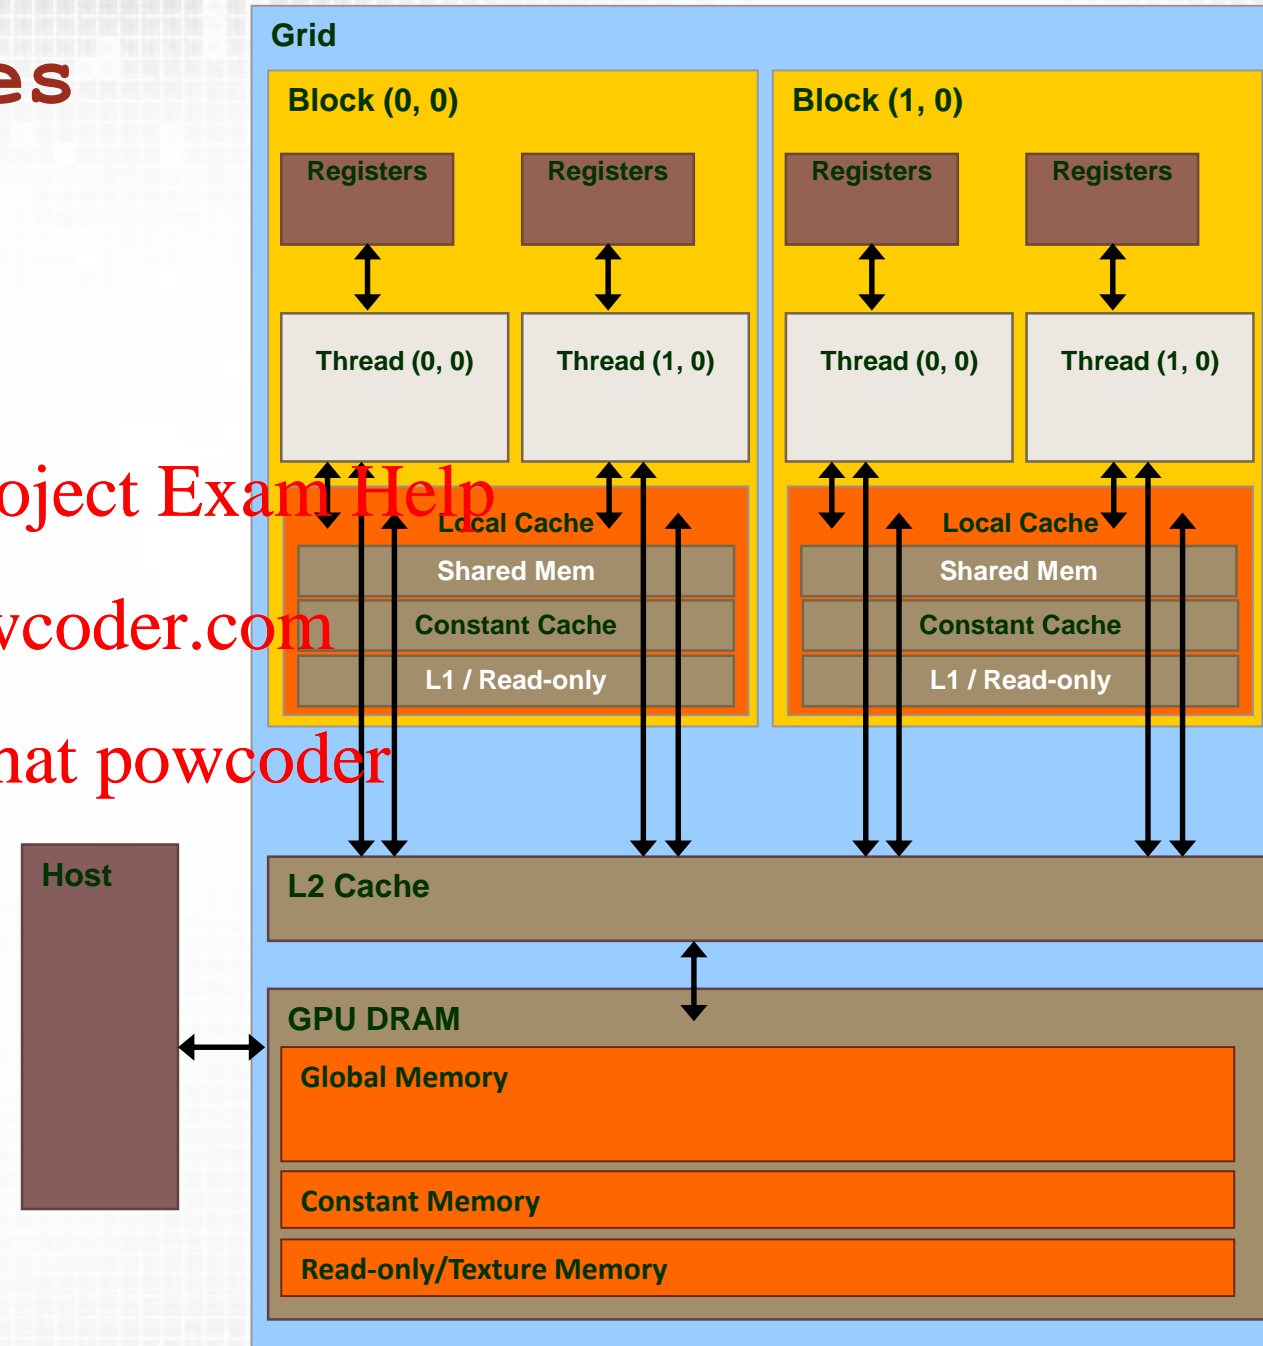 Grid
es
Block (0, 0)
Block (1, 0)
Registers
Registers
Registers
Registers
Thread (0, 0)
Thread (1, 0)
Thread (0, 0)
Thread (1, 0)
oject Exam Help
Local Cache
Local Cache
Shared Mem
Shared Mem
wcoder.com
Constant Cache
Constant Cache
L1 / Read-only
L1 / Read-only
hat powcoder
Host
L2 Cache
GPU DRAM
Global Memory
Constant Memory
Read-only/Texture Memory